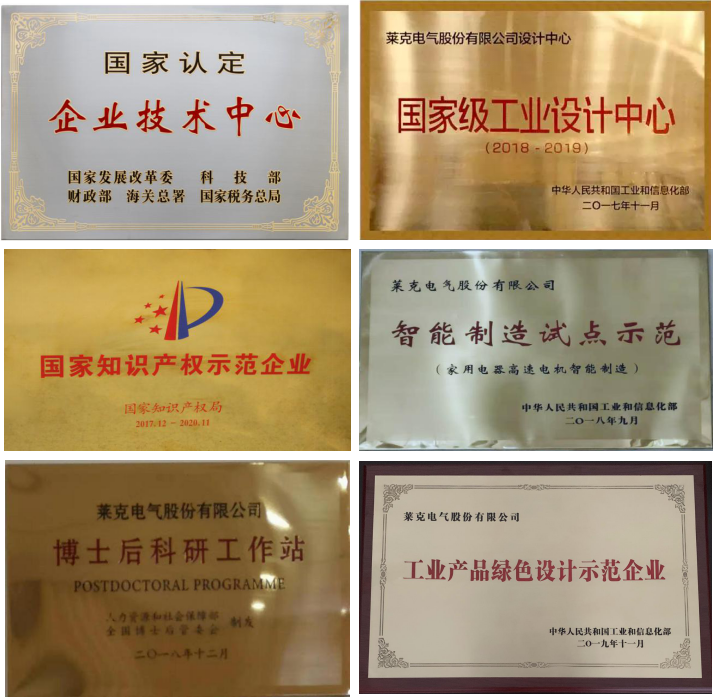 国家认定
企业技术中心
国家发展改革委 科技部
财政部 海关总署 国家税务总局
莱克电气股份有限公司设计中心
国家级工业设计中心
(2018-2019)
中华人民共和国工业和信息化部
二〇一七年十一月
国家知识产权示范企业
国家知识产权局
2017.12-2020.11
莱克电气股份有限公司
智能制造试点示范
(家用电器高速电机智能制造)
中华人民共和国工业和信息化部
二〇一八年九月
莱克电气股份有限公司
博士后科研工作站
POSTDOCTORAL PROGRAMME
人力资源和社会保障部
全国博士后管委会 制发
二〇一八年十二月
莱克电气股份有限公司
工业产品绿色设计示范企业
中华人民共和国工业和信息化部
二〇一九年十一月